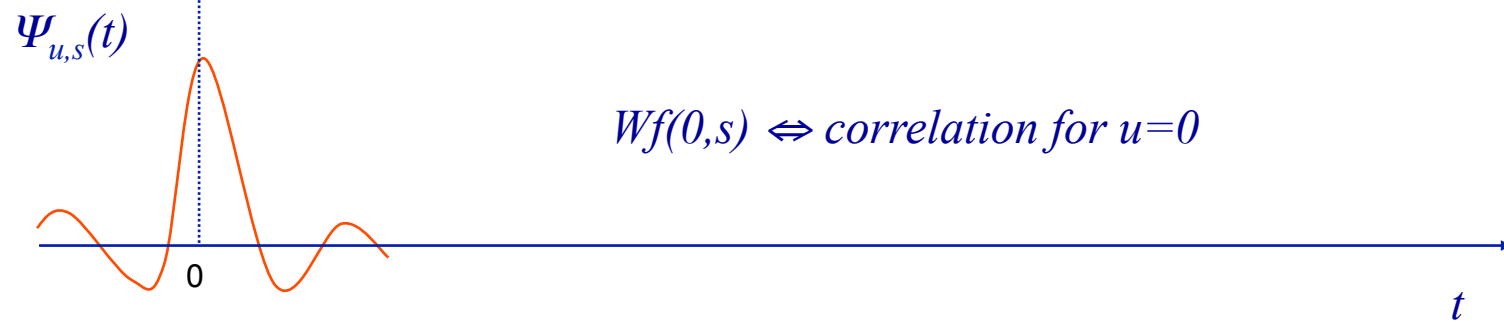 Ψu,s(t)
Wf(0,s) ⇔ correlation for u=0
0
t